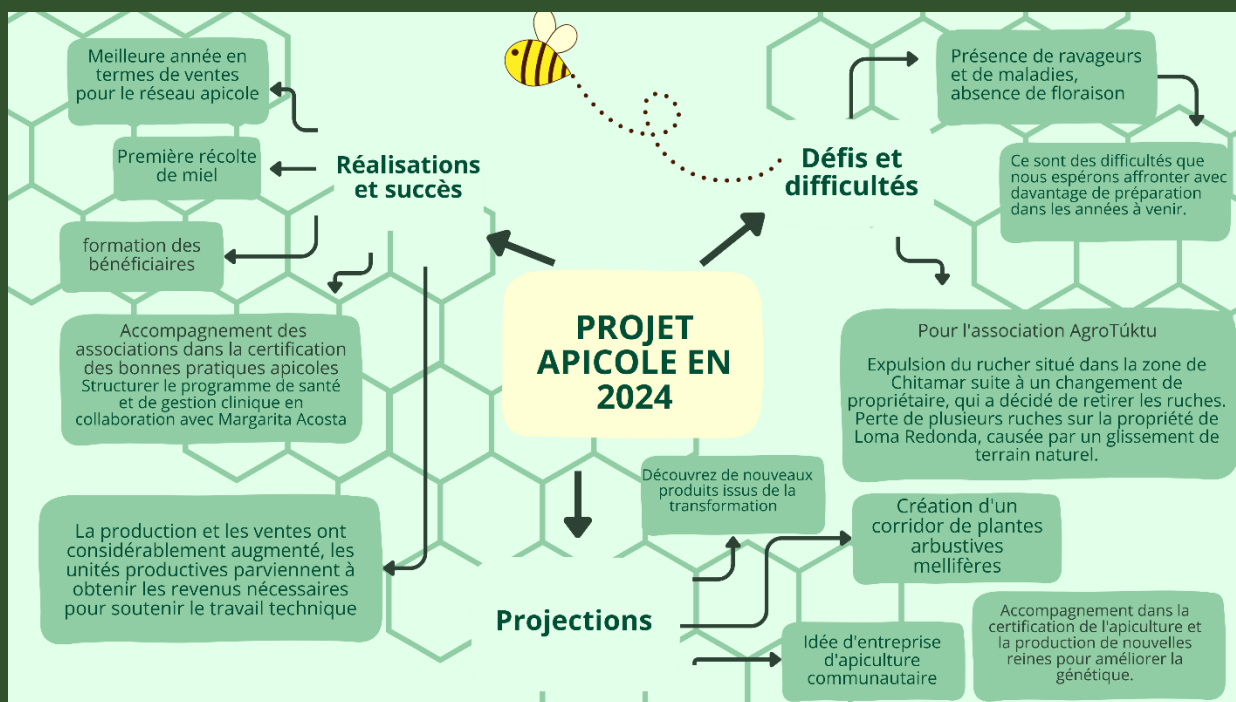 PROJET
APICOLE EN
2024
Réalisations
et succès
Meilleure année en
termes de ventes
pour le réseau apicole
Première récolte
de miel
formation des
bénéficiaires
Accompagnement des
associations dans la certification
des bonnes pratiques apicoles
Structurer le programme de santé
et de gestion clinique en
collaboration avec Margarita Acosta
La production et les ventes ont
considérablement augmenté, les
unités productives parviennent à
obtenir les revenus nécessaires
pour soutenir le travail technique
Défis et
difficultés
Présence de ravageurs
et de maladies,
absence de floraison
Ce sont des difficultés que
nous espérons affronter avec
davantage de préparation
dans les années à venir.
Pour l'association AgroTúktu
Expulsion du rucher situé dans la zone de
Chitamar suite à un changement de
propriétaire, qui a décidé de retirer les ruches.
Perte de plusieurs ruches sur la propriété de
Loma Redonda, causée par un glissement de
terrain naturel.
Projections
Découvrez de nouveaux
produits issus de la
transformation
Création d'un
corridor de plantes
arbustives
mellifères
Idée d'entreprise
d'apiculture
communautaire
Accompagnement dans la
certification de l'apiculture et
la production de nouvelles
reines pour améliorer la
génétique.